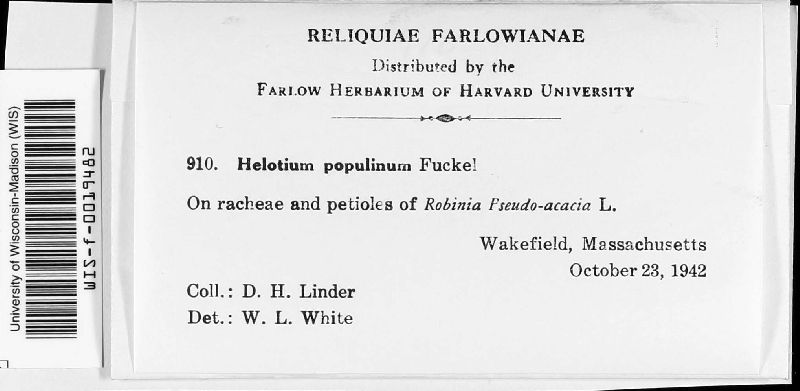 RELIQUIAE FARLOWIANAE
Distributed by the
FARLOW HERBARIUM OF HARVARD UNIVERSITY
910. Helotium populinum Fuckel
On racheae and petioles of Robinia Pseudo-acacia L.
Wakefield, Massachusetts
October 23, 1942
Coll.: D. H. Linder
Det.: W. L. White
University of Wisconsin-Madison (WIS)
WIS-f-0019482